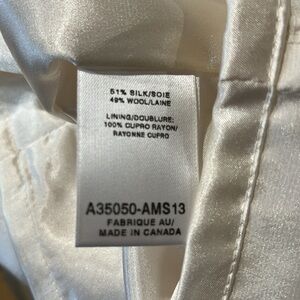 51% SILK/SOIE
49% WOOL/LAINE
LINING/DOUBLURE:
100% CUPRO RAYON/
RAYONNE CUPRO
A35050-AMS13
FABRIQUE AU/
MADE IN CANADA